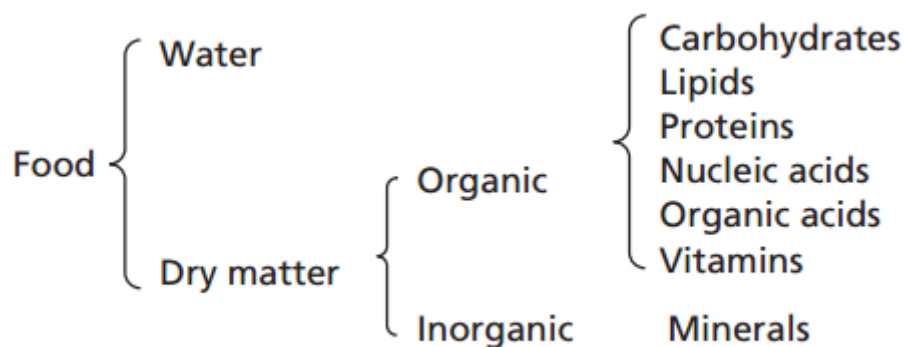 Food
Water
Dry matter
Organic
Inorganic
Carbohydrates
Lipids
Proteins
Nucleic acids
Organic acids
Vitamins
Minerals